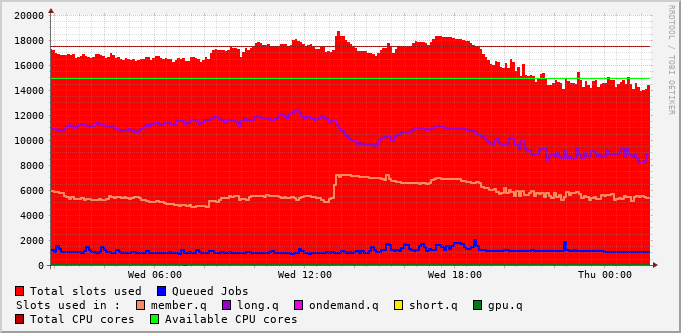 20000
18000
16000
14000
12000
10000
8000
6000
4000
2000
0
Wed 06:00 Wed 12:00 Wed 18:00 Thu 00:00
Total slots used Queued Jobs
Slots used in : member.q long.q ondemand.q short.q gpu.q
Total CPU cores Available CPU cores
RRDTOOL / TOBI OETIKER